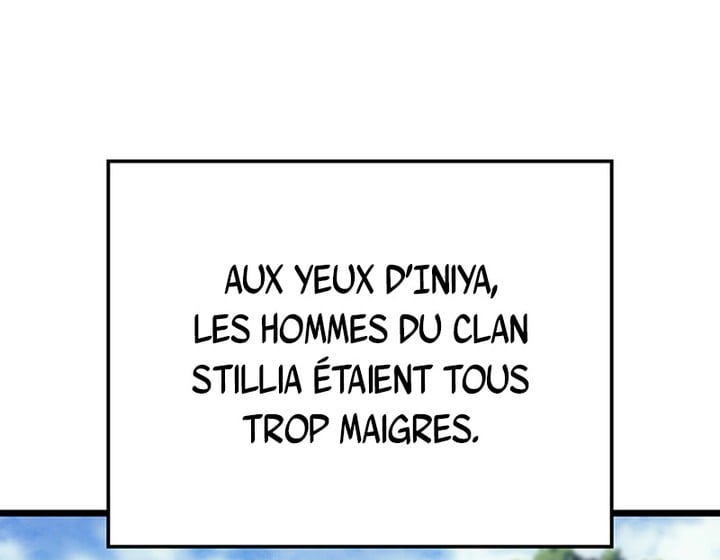 AUX YEUX D'INIYA,
LES HOMMES DU CLAN
STILLIA ÉTAIENT TOUS
TROP MAIGRES.